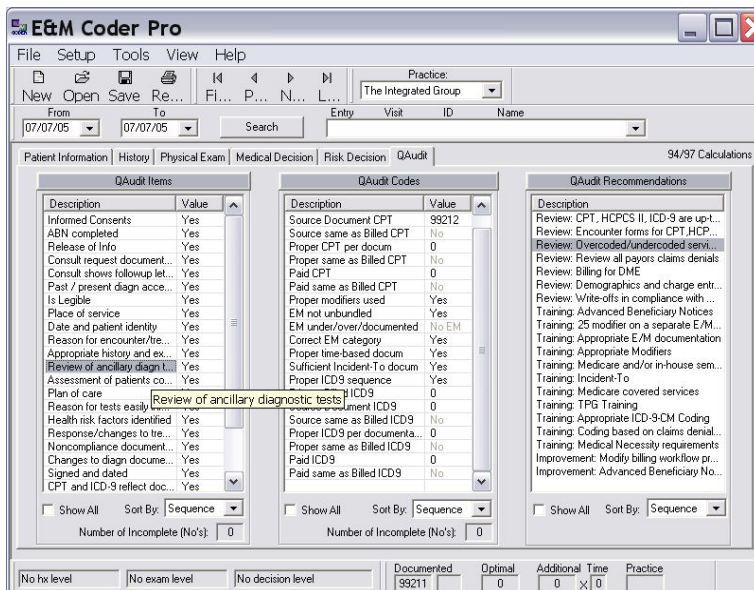 E&M Coder Pro
File Setup Tools View Help
New Open Save Re... Fi... P... N... L...
Practice:
The Integrated Group
From To Entry Visit ID Name
07/07/05 07/07/05 Search
Patient Information History Physical Exam Medical Decision Risk Decision QAudit 94/97 Calculations
QAudit Items
Description Value
Informed Consents Yes
ABN completed Yes
Release of Info Yes
Consult request document... Yes
Consult shows followup let... Yes
Past / present diagn acce... Yes
Is Legible Yes
Place of service Yes
Date and patient identity Yes
Reason for encounter/tre... Yes
Appropriate history and ex... Yes
Review of ancillary diagn t... Yes
Assessment of patients co... Yes
Plan of care
Review of ancillary diagnostic tests
Reason for tests easily
Health risk factors identified Yes
Response/changes to tre... Yes
Noncompliance document... Yes
Changes to diagn docume... Yes
Signed and dated Yes
CPT and ICD-9 reflect doc... Yes
Show All Sort By: Sequence
Number of Incomplete (No's): 0
QAudit Codes
Description Value
Source Document CPT 99212
Source same as Billed CPT No
Proper CPT per docum 0
Proper same as Billed CPT No
Paid CPT 0
Paid same as Billed CPT No
Proper modifiers used Yes
EM not unbundled Yes
EM under/over/documented No EM
Correct EM category Yes
Proper time-based docum Yes
Sufficient Incident-To docum Yes
Proper ICD9 sequence Yes
ICD9 0
Document ICD9 0
Source same as Billed ICD9 No
Proper ICD9 per documenta... 0
Proper same as Billed ICD9 No
Paid ICD9 0
Paid same as Billed ICD9 No
Show All Sort By: Sequence
Number of Incomplete (No's): 0
QAudit Recommendations
Description
Review: CPT, HCPCS II, ICD-9 are up-t...
Review: Encounter forms for CPT,HCP...
Review: Overcoded/undercoded servi...
Review: Review all payors claims denials
Review: Billing for DME
Review: Demographics and charge entr...
Review: Write-offs in compliance with ...
Training: Advanced Beneficiary Notices
Training: 25 modifier on a separate E/M...
Training: Appropriate E/M documentation
Training: Appropriate Modifiers
Training: Medicare and/or in-house sem...
Training: Incident-To
Training: Medicare covered services
Training: TPG Training
Training: Appropriate ICD-9-CM Coding
Training: Coding based on claims denial...
Training: Medical Necessity requirements
Improvement: Modify billing workflow pr...
Improvement: Advanced Beneficiary No...
Show All Sort By: Sequence
No hx level No exam level No decision level
Documented Optimal Additional Time Practice
99211 0 0 X 0